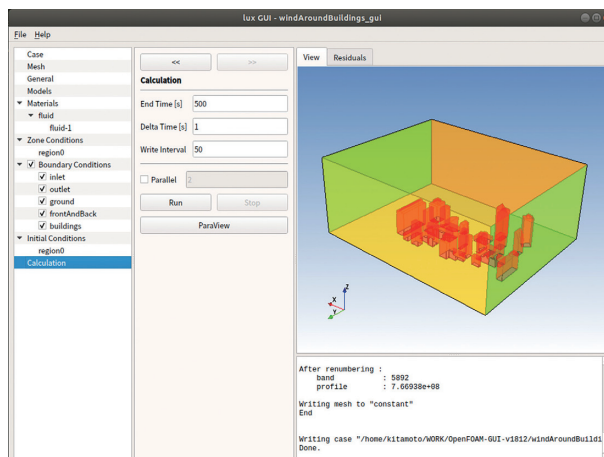 lux GUI - windAroundBuildings_gui
File Help
Case
Mesh
General
Models
Materials
fluid
fluid-1
Zone Conditions
region0
Boundary Conditions
inlet
outlet
ground
frontAndBack
buildings
Initial Conditions
region0
Calculation
<< >>
Calculation
End Time [s] 500
Delta Time [s] 1
Write Interval 50
Parallel 2
Run Stop
ParaView
View Residuals
Z
X
Y
After renumbering :
band : 5892
profile : 7.66938e+08
Writing mesh to "constant"
End
Writing case "/home/kitamoto/WORK/OpenFOAM-GUI-v1812/windAroundBuildi
Done.